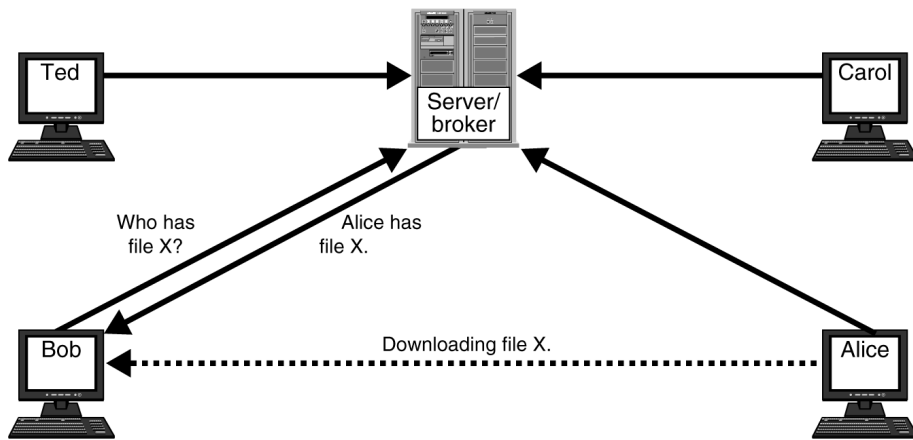 Ted
Server/
broker
Carol
Who has
file X?
Alice has
file X.
Bob
Downloading file X.
Alice